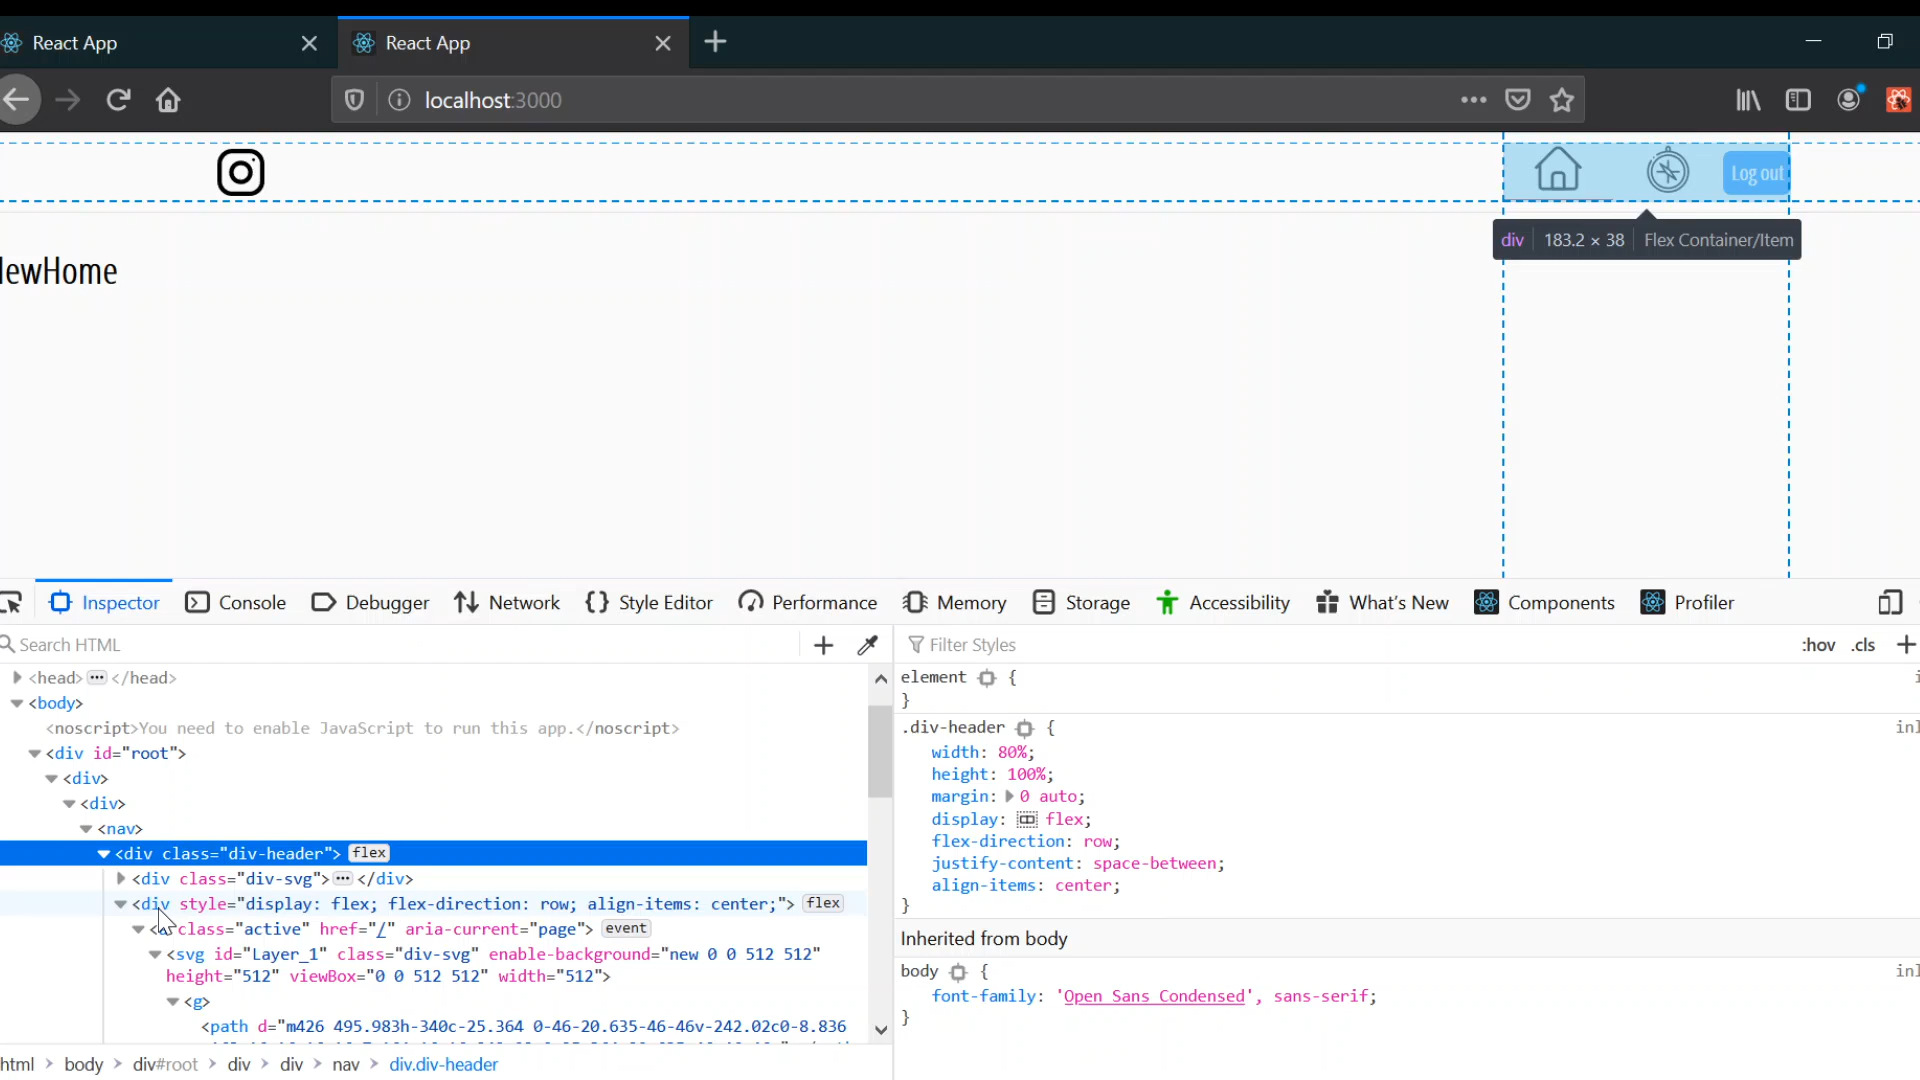 React App
React App
localhost:3000
Log out
div 183.2 × 38 Flex Container/Item
lewHome
Inspector Console Debugger Network Style Editor Performance Memory Storage Accessibility What's New Components Profiler
Search HTML
Filter Styles
:hov .cls
<head> </head>
<body>
<noscript>You need to enable JavaScript to run this app.</noscript>
<div id="root">
<div>
<div>
<nav>
<div class="div-header"> flex
<div class="div-svg"> </div>
<div style="display: flex; flex-direction: row; align-items: center;"> flex
class="active" href="/" aria-current="page"> event
<svg id="Layer_1" class="div-svg" enable-background="new 0 0 512 512"
height="512" viewBox="0 0 512 512" width="512">
<g>
<path d="m426 495.983h-340c-25.364 0-46-20.635-46-46v-242.02c0-8.836
html > body > div#root > div > div > nav > div.div-header
element {
}
.div-header { inl
width: 80%;
height: 100%;
margin: 0 auto;
display: flex;
flex-direction: row;
justify-content: space-between;
align-items: center;
}
Inherited from body
body { inl
font-family: 'Open Sans Condensed', sans-serif;
}